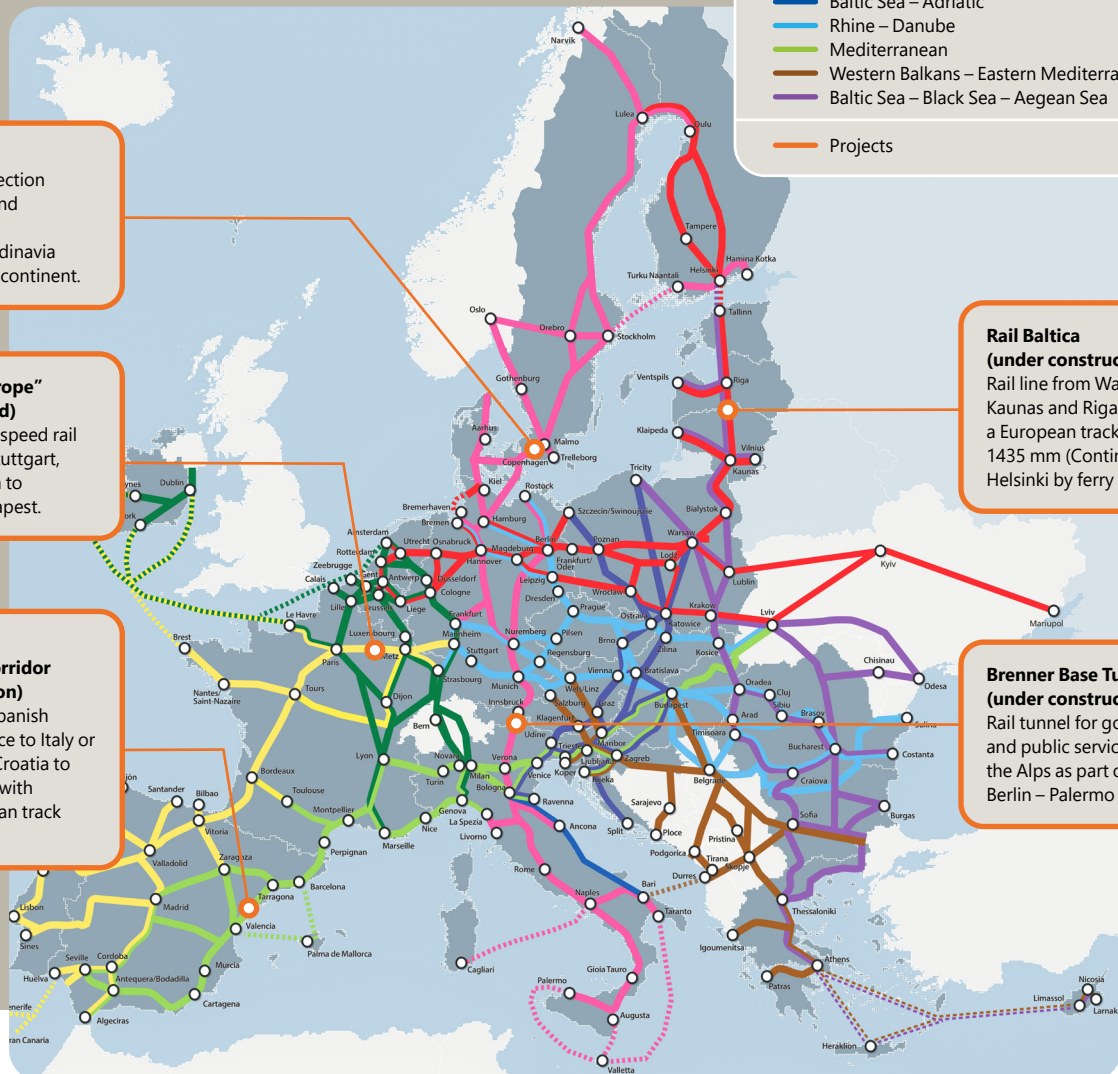 Baltic Sea – Adriatic
Rhine – Danube
Mediterranean
Western Balkans – Eastern Mediterra
Baltic Sea – Black Sea – Aegean Sea
Projects
ection
nd
dinavia
continent.
rope”
d)
speed rail
tuttgart,
n to
apest.
orridor
on)
panish
ce to Italy or
Croatia to
with
an track
Rail Baltica
(under construc
Rail line from Wa
Kaunas and Riga
a European track
1435 mm (Contin
Helsinki by ferry
Brenner Base Tu
(under construc
Rail tunnel for go
and public servic
the Alps as part o
Berlin – Palermo
Narvik
Lulea
Oulu
Tampere
Hamina Kotka
Helsinki
Turku Naantali
Tallinn
Oslo
Orebro
Stockholm
Gothenburg
Ventspils
Riga
Aarhus
Malmo
Copenhagen
Trelleborg
Klaipeda
Vilnius
Kaunas
Kiel
Rostock
Tricity
Dublin
ynes
ork
Bremerhaven
Bremen
Hamburg
Szczecin/Swinoujscie
Bialystok
Amsterdam
Utrecht
Osnabruck
Rotterdam
Zeebrugge
Calais
Gent
Antwerp
Dusseldorf
Cologne
Lille
Brussels
Liege
Hannover
Magdeburg
Berlin
Frankfurt/
Oder
Poznan
Warsaw
Lodz
Lublin
Kyiv
Mariupol
Leipzig
Dresden
Wroclaw
Le Havre
Luxembourg
Frankfurt
Mannheim
Nuremberg
Prague
Pilsen
Ostrava
Katowice
Krakow
Lviv
Brest
Paris
Metz
Strasbourg
Stuttgart
Regensburg
Brno
Zilina
Kosice
Chisinau
Odesa
Nantes/
Saint-Nazaire
Tours
Dijon
Bern
Munich
Innsbruck
Wels/Linz
Salzburg
Vienna
Bratislava
Budapest
Oradea
Cluj
Sibiu
Brasov
Arad
Timisoara
Sulina
Klagenfurt
Graz
Udine
Maribor
Trieste
Ljubljana
Koper
Zagreb
Rijeka
Lyon
Novara
Milan
Turin
Verona
Venice
Bologna
Belgrade
Bucharest
Costanta
Craiova
Bordeaux
Toulouse
Montpellier
Genova
La Spezia
Livorno
Ravenna
Ancona
Split
Sarajevo
Ploce
Podgorica
Pristina
Sofia
Burgas
jón
Santander
Bilbao
Vitoria
Nice
Marseille
Perpignan
Valladolid
Zaragoza
Barcelona
Tarragona
Rome
Tirana
Durres
Skopje
Madrid
Valencia
Palma de Mallorca
Naples
Bari
Taranto
Thessaloniki
Lisbon
Sines
Igoumenitsa
Cagliari
Huelva
Seville
Cordoba
Antequera/Bodadilla
Murcia
Cartagena
Algeciras
Palermo
Gioia Tauro
Augusta
Valletta
Patras
Athens
Heraklion
Limassol
Nicosia
Larnak
enerife
ran Canaria